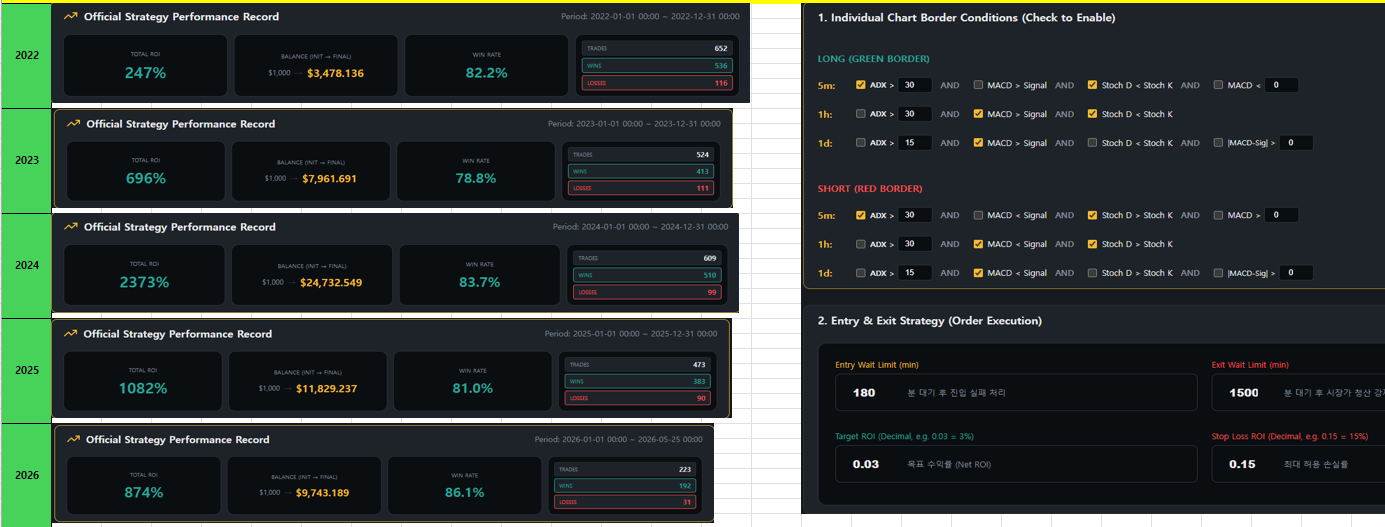 2022
Official Strategy Performance Record
Period: 2022-01-01 00:00 ~ 2022-12-31 00:00
TOTAL ROI
247%
BALANCE (INIT → FINAL)
$1,000 → $3,478.136
WIN RATE
82.2%
TRADES 652
WINS 536
LOSSES 116
2023
Official Strategy Performance Record
Period: 2023-01-01 00:00 ~ 2023-12-31 00:00
TOTAL ROI
696%
BALANCE (INIT → FINAL)
$1,000 → $7,961.691
WIN RATE
78.8%
TRADES 524
WINS 413
LOSSES 111
2024
Official Strategy Performance Record
Period: 2024-01-01 00:00 ~ 2024-12-31 00:00
TOTAL ROI
2373%
BALANCE (INIT → FINAL)
$1,000 → $24,732.549
WIN RATE
83.7%
TRADES 609
WINS 510
LOSSES 99
2025
Official Strategy Performance Record
Period: 2025-01-01 00:00 ~ 2025-12-31 00:00
TOTAL ROI
1082%
BALANCE (INIT → FINAL)
$1,000 → $11,829.237
WIN RATE
81.0%
TRADES 473
WINS 383
LOSSES 90
2026
Official Strategy Performance Record
Period: 2026-01-01 00:00 ~ 2026-05-25 00:00
TOTAL ROI
874%
BALANCE (INIT → FINAL)
$1,000 → $9,743.189
WIN RATE
86.1%
TRADES 223
WINS 192
LOSSES 31
1. Individual Chart Border Conditions (Check to Enable)
LONG (GREEN BORDER)
5m: ADX > 30 AND MACD > Signal AND Stoch D < Stoch K AND MACD < 0
1h: ADX > 30 AND MACD > Signal AND Stoch D < Stoch K
1d: ADX > 15 AND MACD > Signal AND Stoch D < Stoch K AND |MACD-Sig| > 0
SHORT (RED BORDER)
5m: ADX > 30 AND MACD < Signal AND Stoch D > Stoch K AND MACD > 0
1h: ADX > 30 AND MACD < Signal AND Stoch D > Stoch K
1d: ADX > 15 AND MACD < Signal AND Stoch D > Stoch K AND |MACD-Sig| > 0
2. Entry & Exit Strategy (Order Execution)
Entry Wait Limit (min)
180 분 대기 후 진입 실패 처리
Exit Wait Limit (min)
1500 분 대기 후 시장가 청산 강
Target ROI (Decimal, e.g. 0.03 = 3%)
0.03 목표 수익률 (Net ROI)
Stop Loss ROI (Decimal, e.g. 0.15 = 15%)
0.15 최대 허용 손실률